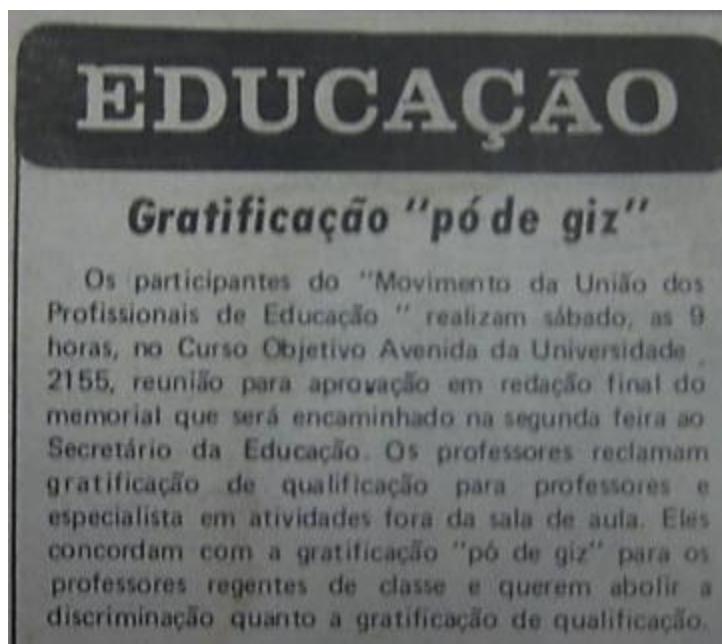 EDUCAÇÃO
Gratificação "pó de giz"
Os participantes do "Movimento da União dos
Profissionais de Educação " realizam sábado, as 9
horas, no Curso Objetivo Avenida da Universidade ,
2155, reunião para aprovação em redação final do
memorial que será encaminhado na segunda feira ao
Secretário da Educação. Os professores reclamam
gratificação de qualificação para professores e
especialista em atividades fora da sala de aula. Eles
concordam com a gratificação "pó de giz" para os
professores regentes de classe e querem abolir a
discriminação quanto a gratificação de qualificação.